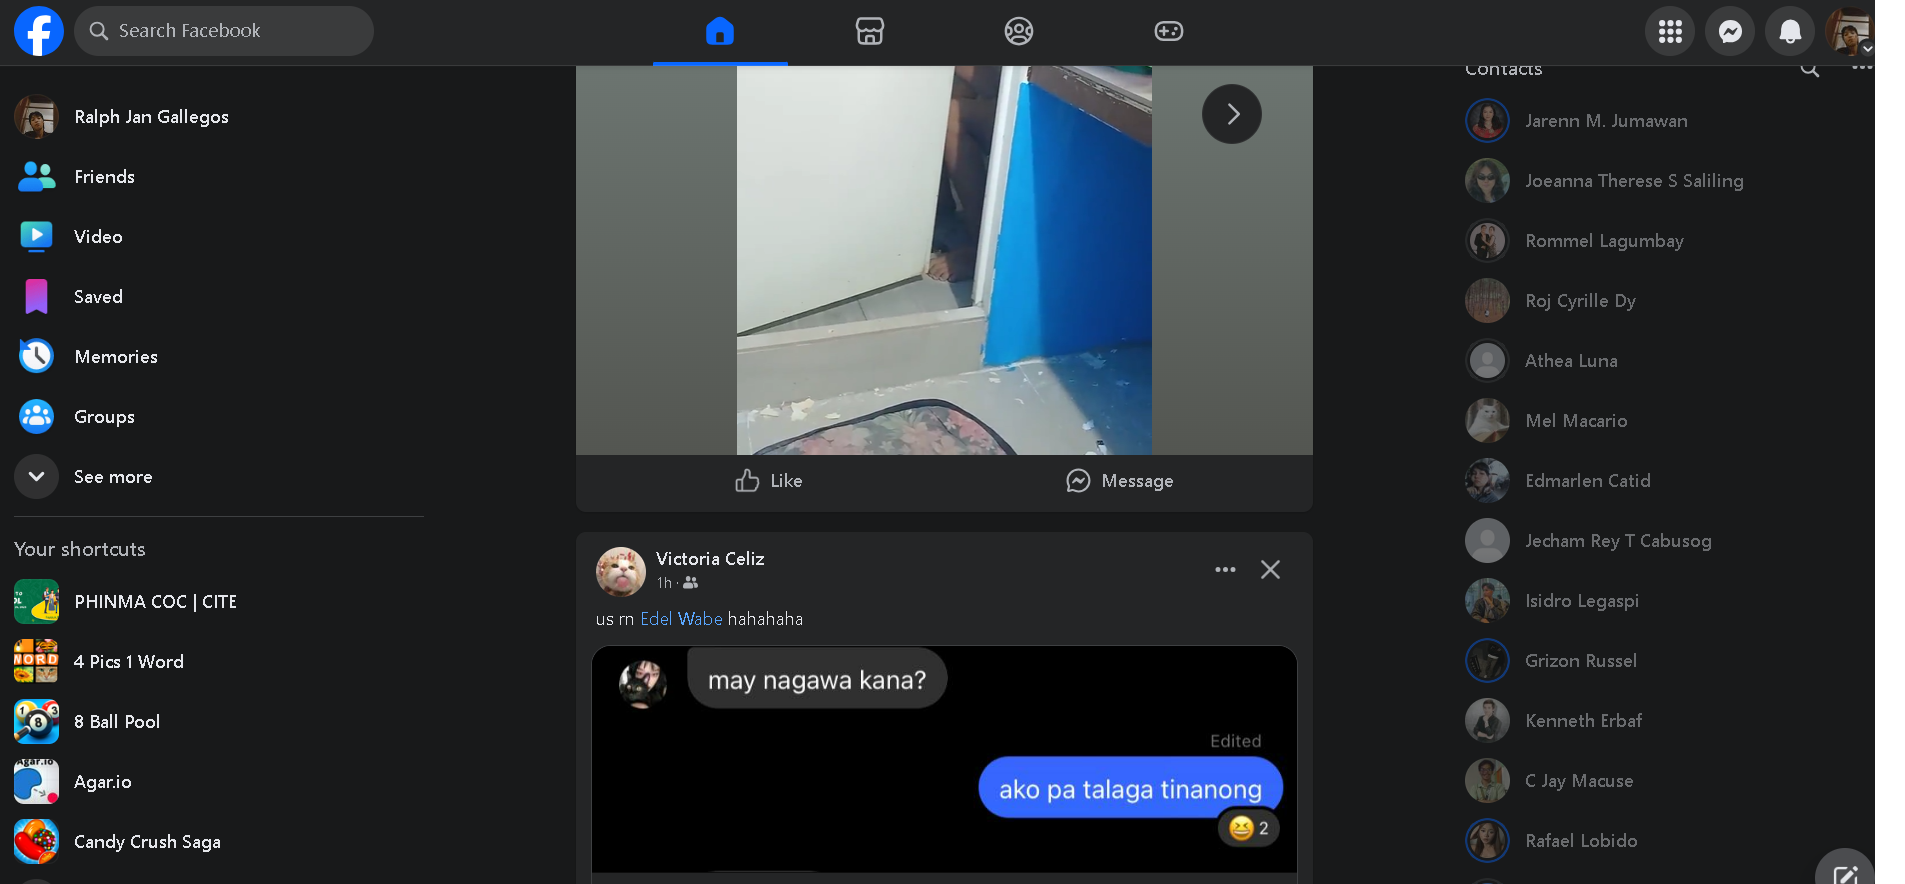 Search Facebook
Ralph Jan Gallegos
Friends
Video
Saved
Memories
Groups
See more
Your shortcuts
PHINMA COC | CITE
4 Pics 1 Word
8 Ball Pool
Agar.io
Candy Crush Saga
Like
Message
Victoria Celiz
1h ·
us rn Edel Wabe hahahaha
may nagawa kana?
Edited
ako pa talaga tinanong
2
Contacts
Jarenn M. Jumawan
Joeanna Therese S Saliling
Rommel Lagumbay
Roj Cyrille Dy
Athea Luna
Mel Macario
Edmarlen Catid
Jecham Rey T Cabusog
Isidro Legaspi
Grizon Russel
Kenneth Erbaf
C Jay Macuse
Rafael Lobido